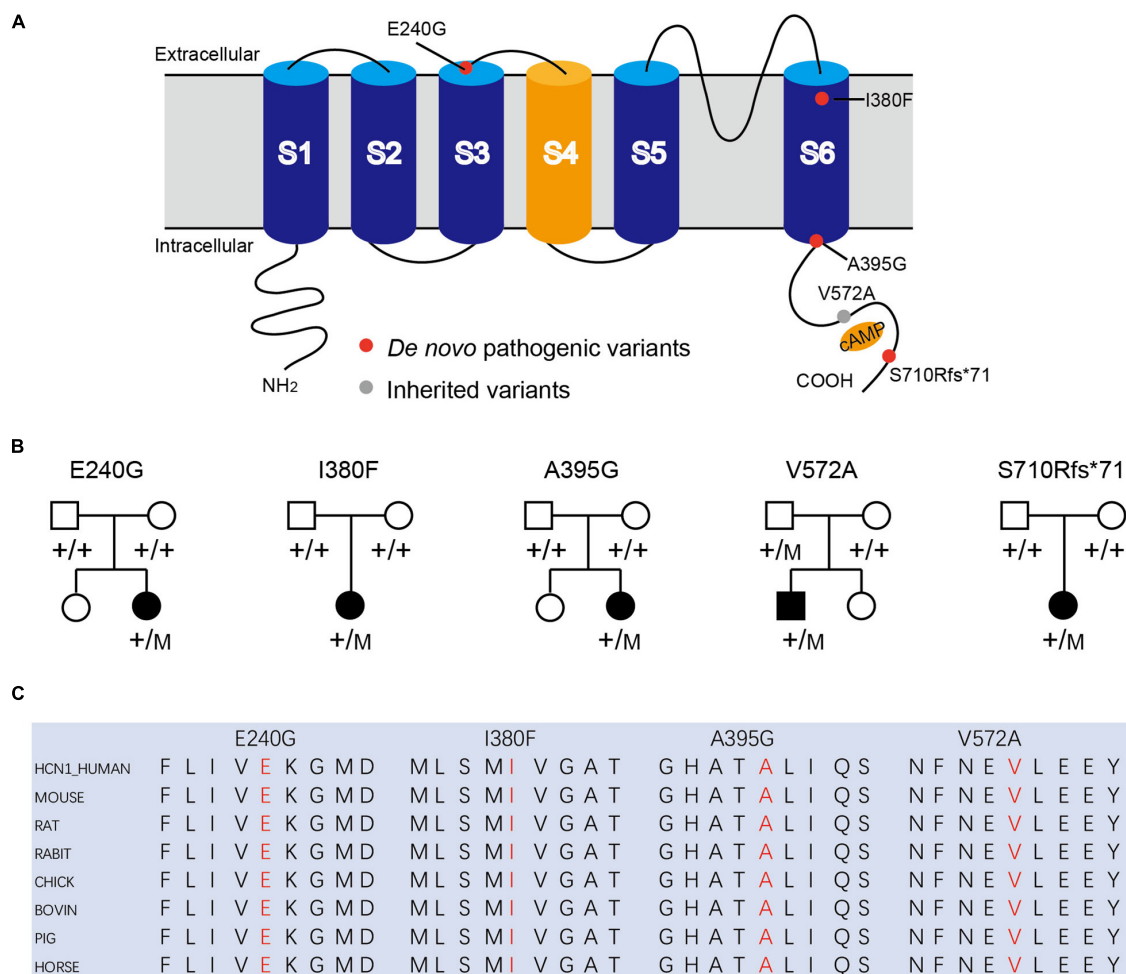 A
E240G
Extracellular
I380F
S1 S2 S3 S4 S5 S6
Intracellular
A395G
V572A
cAMP
De novo pathogenic variants
S710Rfs*71
NH2
COOH
Inherited variants
B
E240G I380F A395G V572A S710Rfs*71
+/+ +/+ +/+ +/+ +/+ +/+ +/M +/+ +/+ +/+
+/M +/M +/M +/M +/M
C
E240G I380F A395G V572A
HCN1_HUMAN F L I V E K G M D M L S M I V G A T G H A T A L I Q S N F N E V L E E Y
MOUSE F L I V E K G M D M L S M I V G A T G H A T A L I Q S N F N E V L E E Y
RAT F L I V E K G M D M L S M I V G A T G H A T A L I Q S N F N E V L E E Y
RABIT F L I V E K G M D M L S M I V G A T G H A T A L I Q S N F N E V L E E Y
CHICK F L I V E K G M D M L S M I V G A T G H A T A L I Q S N F N E V L E E Y
BOVIN F L I V E K G M D M L S M I V G A T G H A T A L I Q S N F N E V L E E Y
PIG F L I V E K G M D M L S M I V G A T G H A T A L I Q S N F N E V L E E Y
HORSE F L I V E K G M D M L S M I V G A T G H A T A L I Q S N F N E V L E E Y